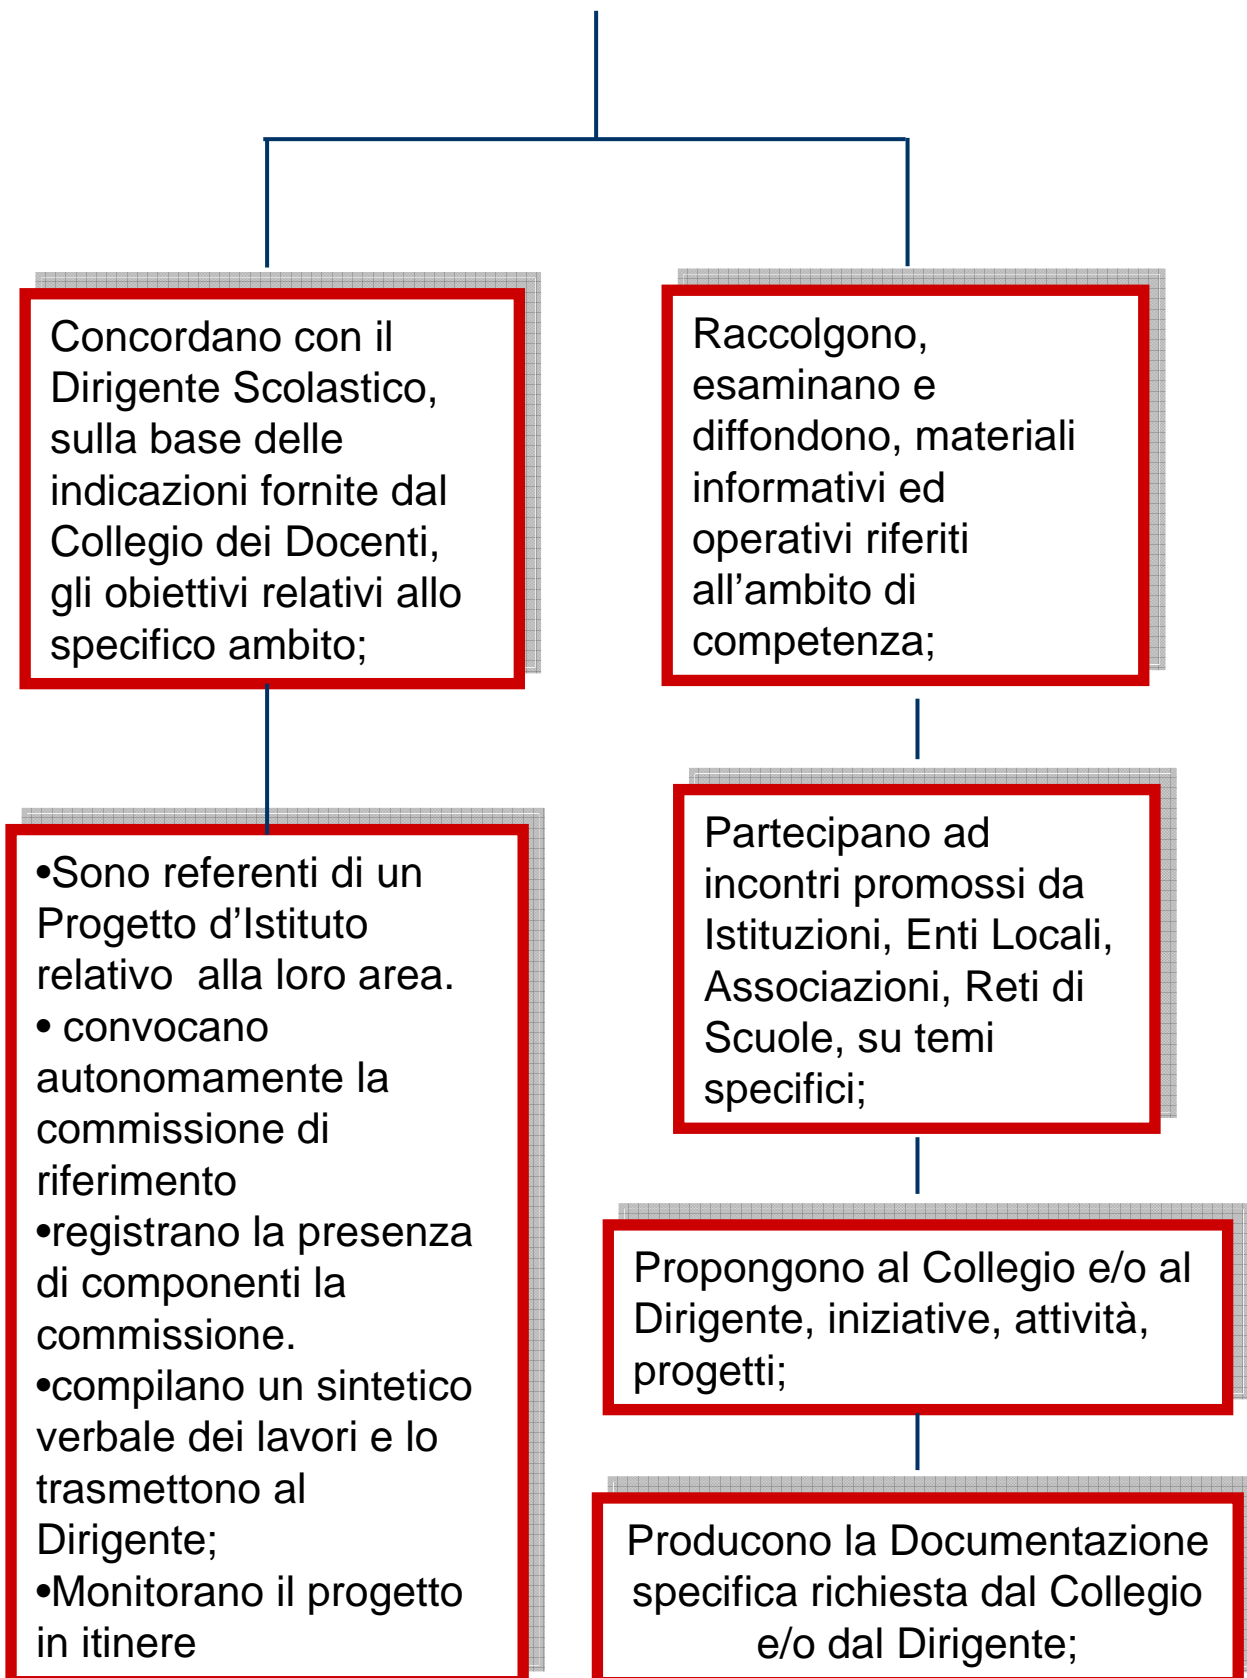 Concordano con il
Dirigente Scolastico,
sulla base delle
indicazioni fornite dal
Collegio dei Docenti,
gli obiettivi relativi allo
specifico ambito;
•Sono referenti di un
Progetto d’Istituto
relativo  alla loro area.
• convocano
autonomamente la
commissione di
riferimento
•registrano la presenza
di componenti la
commissione.
•compilano un sintetico
verbale dei lavori e lo
trasmettono al
Dirigente;
•Monitorano il progetto
in itinere
Raccolgono,
esaminano e
diffondono, materiali
informativi ed
operativi riferiti
all’ambito di
competenza;
Partecipano ad
incontri promossi da
Istituzioni, Enti Locali,
Associazioni, Reti di
Scuole, su temi
specifici;
Propongono al Collegio e/o al
Dirigente, iniziative, attività,
progetti;
Producono la Documentazione
specifica richiesta dal Collegio
e/o dal Dirigente;